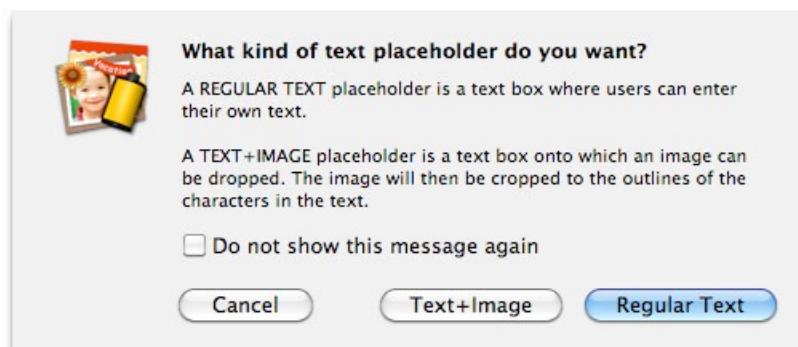 What kind of text placeholder do you want?
A REGULAR TEXT placeholder is a text box where users can enter
their own text.
A TEXT+IMAGE placeholder is a text box onto which an image can
be dropped. The image will then be cropped to the outlines of the
characters in the text.
Do not show this message again
Cancel
Text+Image
Regular Text
Vacation